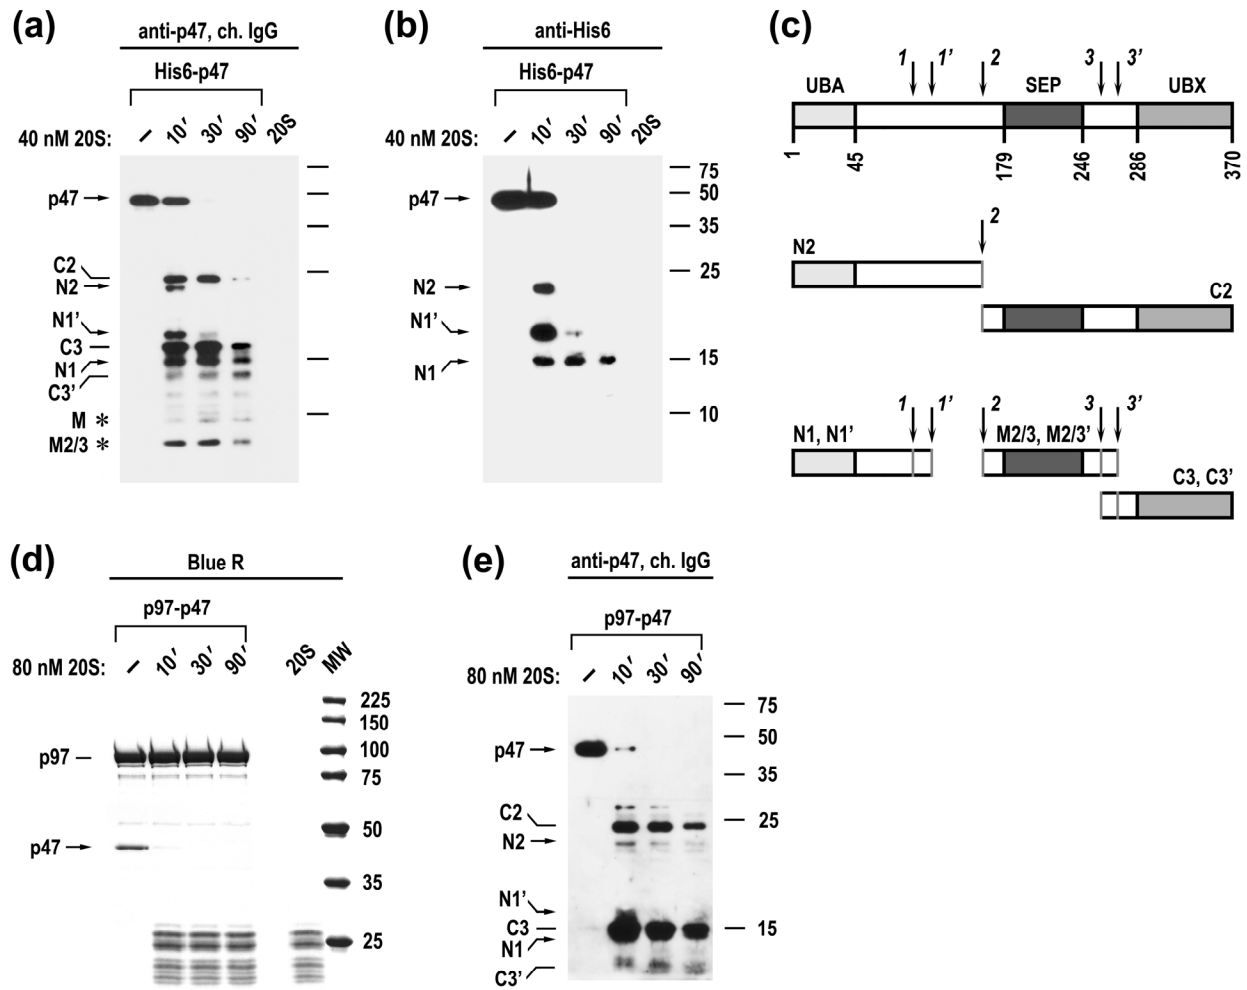 (a)
anti-p47, ch. IgG
His6-p47
40 nM 20S: – 10′ 30′ 90′ 20S
p47
C2
N2
N1'
C3
N1
C3'
M *
M2/3 *
(b)
anti-His6
His6-p47
40 nM 20S: – 10′ 30′ 90′ 20S
p47
N2
N1'
N1
75
50
35
25
15
10
(c)
1 1' 2 3 3'
UBA SEP UBX
1 45 179 246 286 370
2
N2
C2
1 1' 2 3 3'
N1, N1' M2/3, M2/3'
C3, C3'
(d)
Blue R
p97-p47
80 nM 20S: – 10′ 30′ 90′ 20S MW
p97
p47
225
150
100
75
50
35
25
(e)
anti-p47, ch. IgG
p97-p47
80 nM 20S: – 10′ 30′ 90′
p47
C2
N2
N1'
C3
N1
C3'
75
50
35
25
15